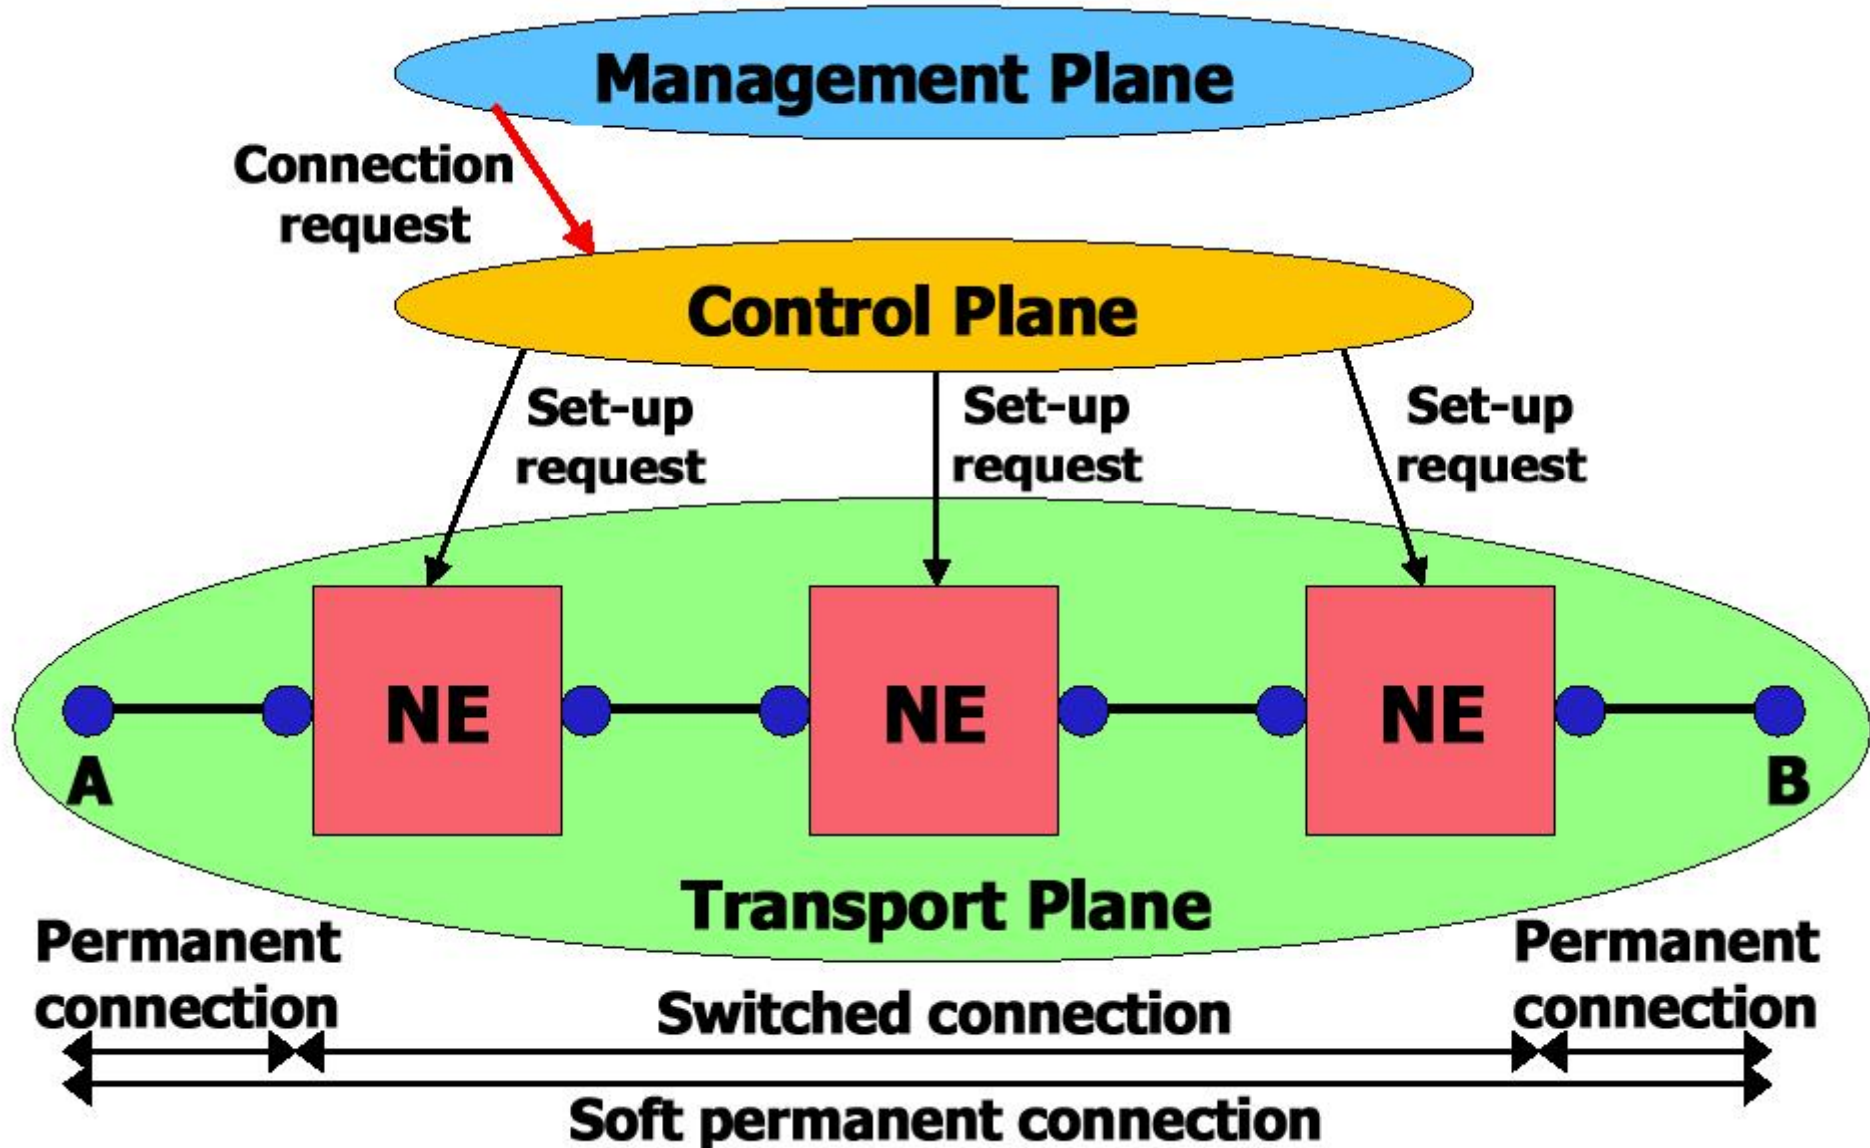 Management Plane
Connection
request
Control Plane
Set-up
request
Set-up
request
Set-up
request
NE
NE
NE
A
B
Transport Plane
Permanent
connection
Switched connection
Permanent
connection
Soft permanent connection